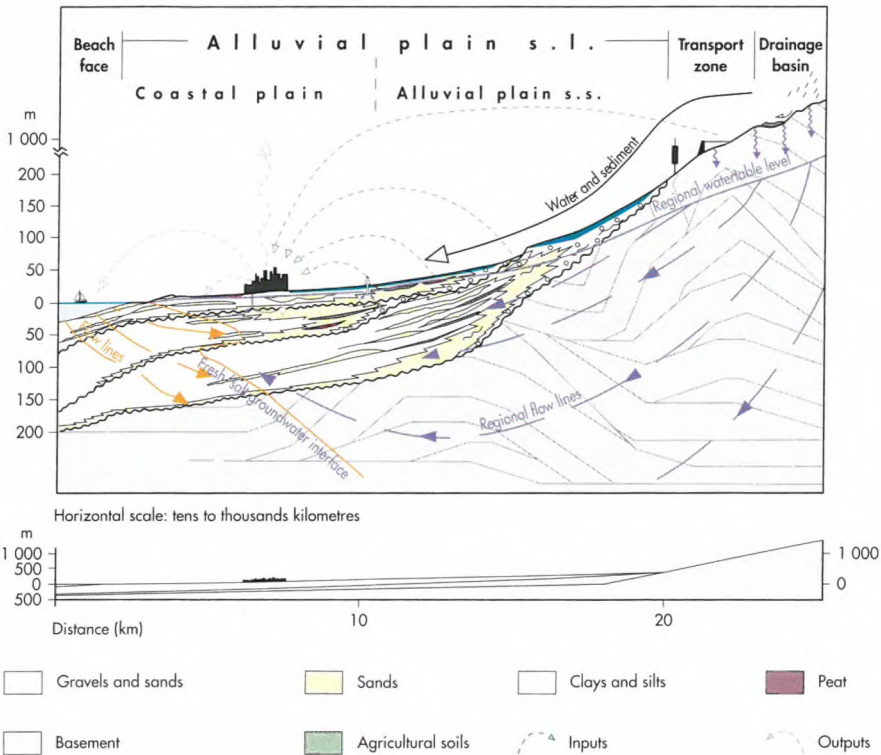 Beach face
Alluvial plain s.l.
Transport zone
Drainage basin
Coastal plain
Alluvial plain s.s.
m
1 000
200
150
100
50
0
50
100
150
200
Water and sediment
Regional watertable level
Flow lines
Fresh-salt groundwater interface
Regional flow lines
Horizontal scale: tens to thousands kilometres
m
1 000
500
0
500
1 000
0
10
20
Distance (km)
Gravels and sands
Sands
Clays and silts
Peat
Basement
Agricultural soils
Inputs
Outputs